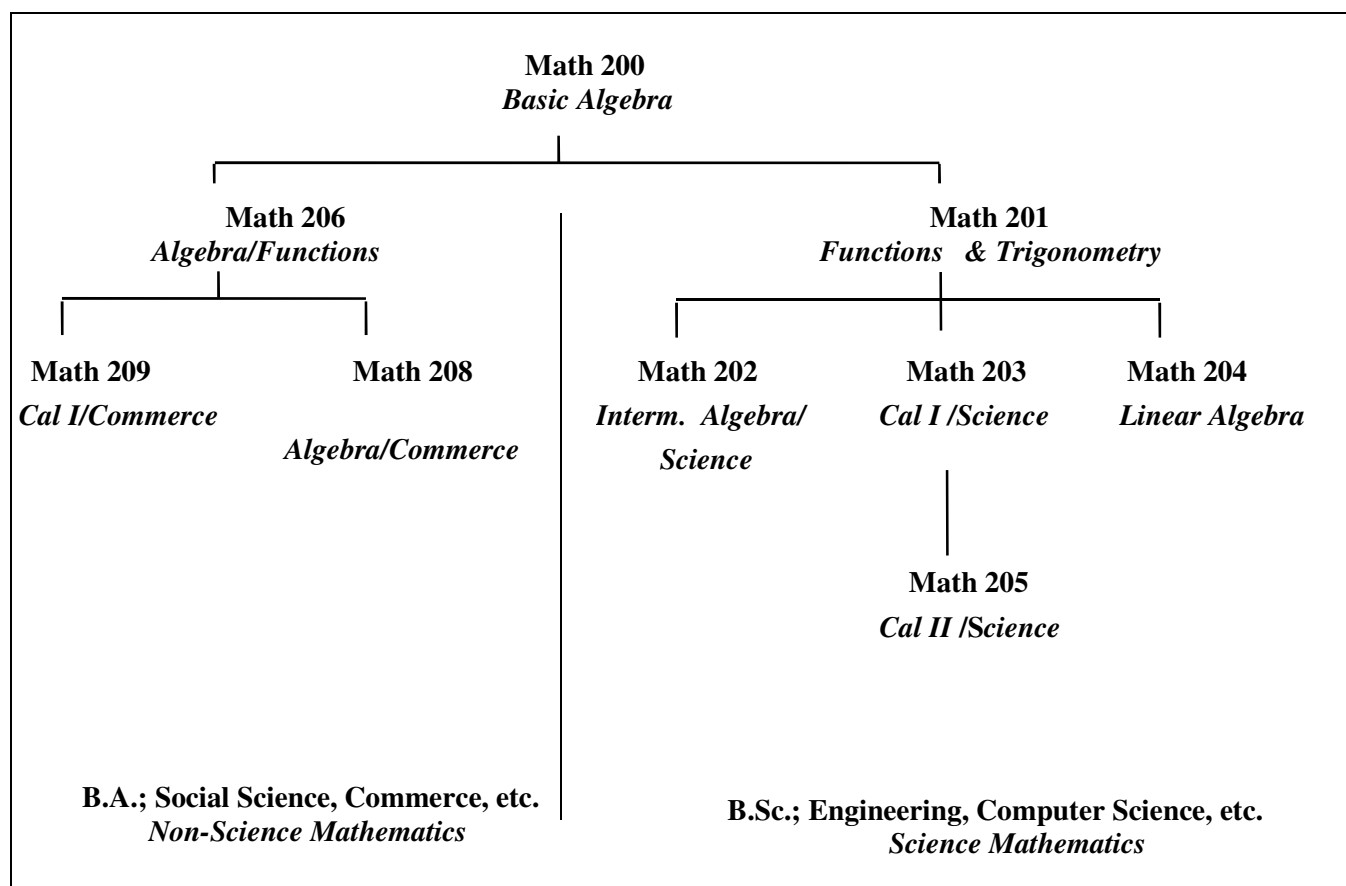 Math 200
Basic Algebra
Math 206
Algebra/Functions
Math 201
Functions & Trigonometry
Math 209
Cal I/Commerce
Math 208
Algebra/Commerce
Math 202
Interm. Algebra/
Science
Math 203
Cal I /Science
Math 204
Linear Algebra
Math 205
Cal II /Science
B.A.; Social Science, Commerce, etc.
Non-Science Mathematics
B.Sc.; Engineering, Computer Science, etc.
Science Mathematics